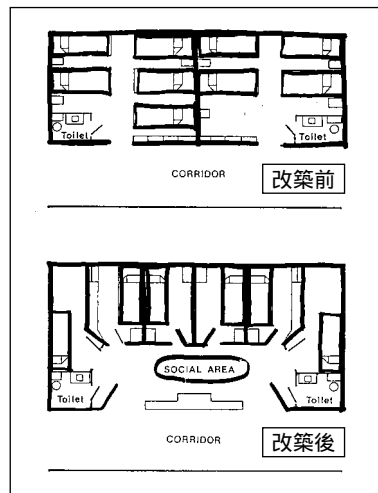 Toilet
Toilet
CORRIDOR
改築前
SOCIAL AREA
Toilet
Toilet
CORRIDOR
改築後